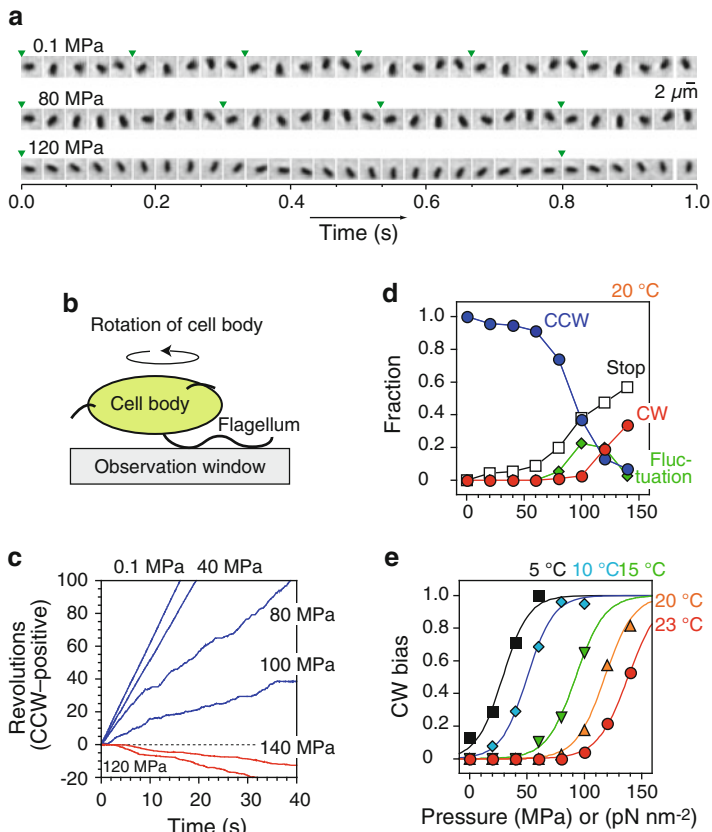 a
0.1 MPa
2 μm
80 MPa
120 MPa
0.0 0.2 0.4 0.6 0.8 1.0
Time (s)
b
Rotation of cell body
Cell body
Flagellum
Observation window
c
0.1 MPa 40 MPa
80 MPa
100 MPa
140 MPa
120 MPa
Revolutions
(CCW–positive)
100
80
60
40
20
0
-20
0 10 20 30 40
Time (s)
d
20 °C
CCW
Stop
CW
Fluc-
tuation
Fraction
1.0
0.8
0.6
0.4
0.2
0
0 50 100 150
e
5 °C 10 °C 15 °C
20 °C
23 °C
CW bias
1.0
0.8
0.6
0.4
0.2
0
0 50 100 150
Pressure (MPa) or (pN nm-2)